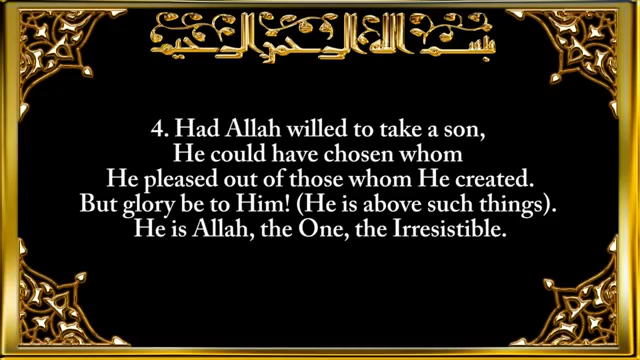 بسم الله الرحمن الرحيم
4. Had Allah willed to take a son,
He could have chosen whom
He pleased out of those whom He created.
But glory be to Him! (He is above such things).
He is Allah, the One, the Irresistible.